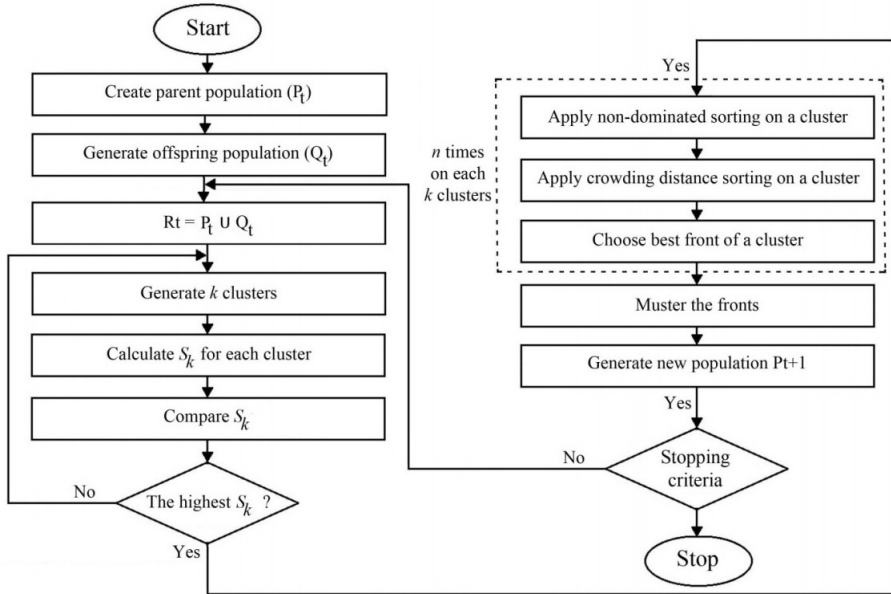 Start
Create parent population (Pt)
Generate offspring population (Qt)
Rt = Pt ∪ Qt
Generate k clusters
Calculate Sk for each cluster
Compare Sk
The highest Sk ?
No
Yes
Yes
n times
on each
k clusters
Apply non-dominated sorting on a cluster
Apply crowding distance sorting on a cluster
Choose best front of a cluster
Muster the fronts
Generate new population Pt+1
Yes
No
Stopping
criteria
Stop